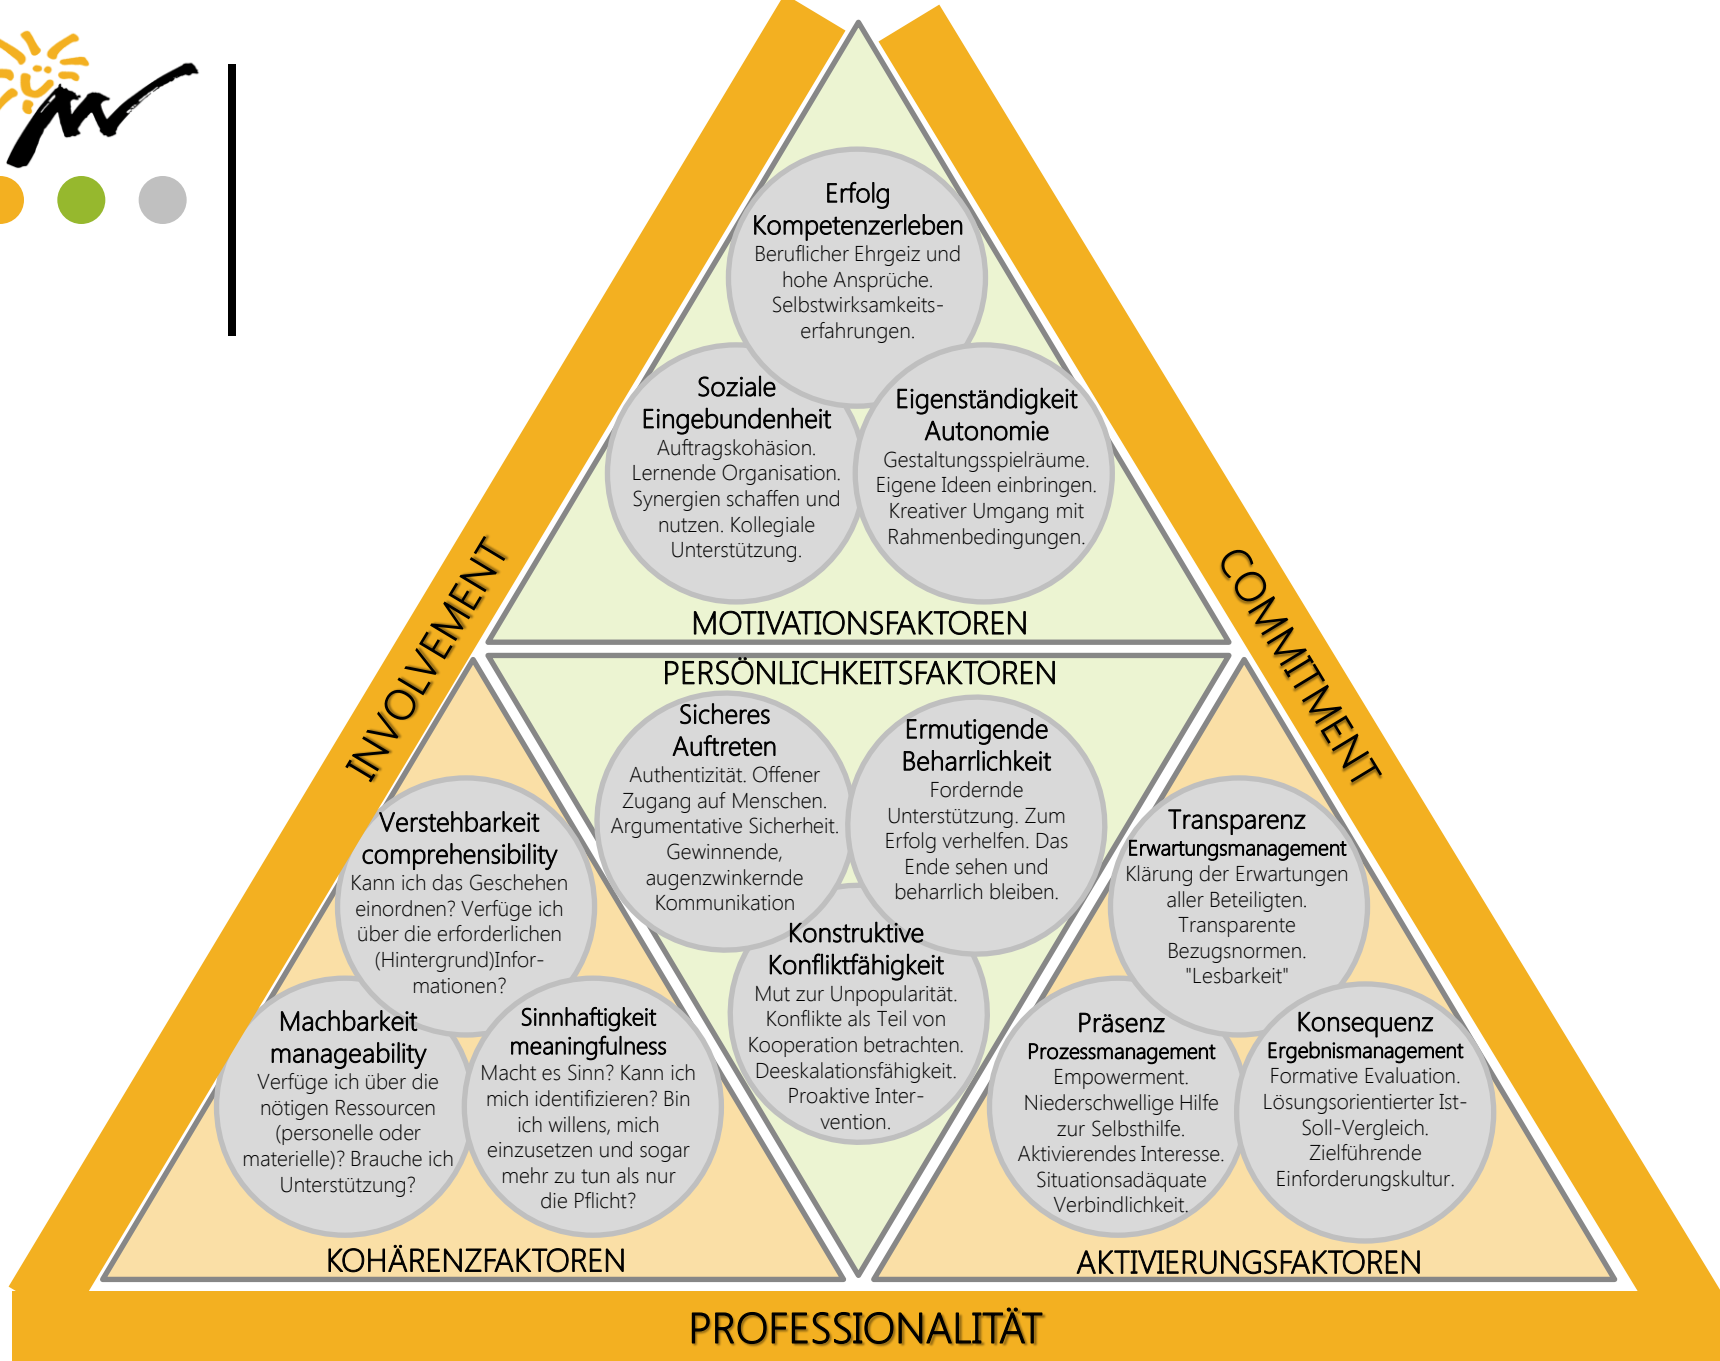 Erfolg
Kompetenzerleben
Beruflicher Ehrgeiz und
hohe Ansprüche.
Selbstwirksamkeits-
erfahrungen.
Soziale
Eingebundenheit
Auftragskohäsion.
Lernende Organisation.
Synergien schaffen und
nutzen. Kollegiale
Unterstützung.
Eigenständigkeit
Autonomie
Gestaltungsspielräume.
Eigene Ideen einbringen.
Kreativer Umgang mit
Rahmenbedingungen.
MOTIVATIONSFAKTOREN
INVOLVEMENT
COMMITMENT
PERSÖNLICHKEITSFAKTOREN
Sicheres
Auftreten
Authentizität. Offener
Zugang auf Menschen.
Argumentative Sicherheit.
Gewinnende,
augenzwinkernde
Kommunikation
Ermutigende
Beharrlichkeit
Fordernde
Unterstützung. Zum
Erfolg verhelfen. Das
Ende sehen und
beharrlich bleiben.
Konstruktive
Konfliktfähigkeit
Mut zur Unpopularität.
Konflikte als Teil von
Kooperation betrachten.
Deeskalationsfähigkeit.
Proaktive Inter-
vention.
Verstehbarkeit
comprehensibility
Kann ich das Geschehen
einordnen? Verfüge ich
über die erforderlichen
(Hintergrund)Infor-
mationen?
Machbarkeit
manageability
Verfüge ich über die
nötigen Ressourcen
(personelle oder
materielle)? Brauche ich
Unterstützung?
Sinnhaftigkeit
meaningfulness
Macht es Sinn? Kann ich
mich identifizieren? Bin
ich willens, mich
einzusetzen und sogar
mehr zu tun als nur
die Pflicht?
KOHÄRENZFAKTOREN
Transparenz
Erwartungsmanagement
Klärung der Erwartungen
aller Beteiligten.
Transparente
Bezugsnormen.
"Lesbarkeit"
Präsenz
Prozessmanagement
Empowerment.
Niederschwellige Hilfe
zur Selbsthilfe.
Aktivierendes Interesse.
Situationsadäquate
Verbindlichkeit.
Konsequenz
Ergebnismanagement
Formative Evaluation.
Lösungsorientierter Ist-
Soll-Vergleich.
Zielführende
Einforderungskultur.
AKTIVIERUNGSFAKTOREN
PROFESSIONALITÄT